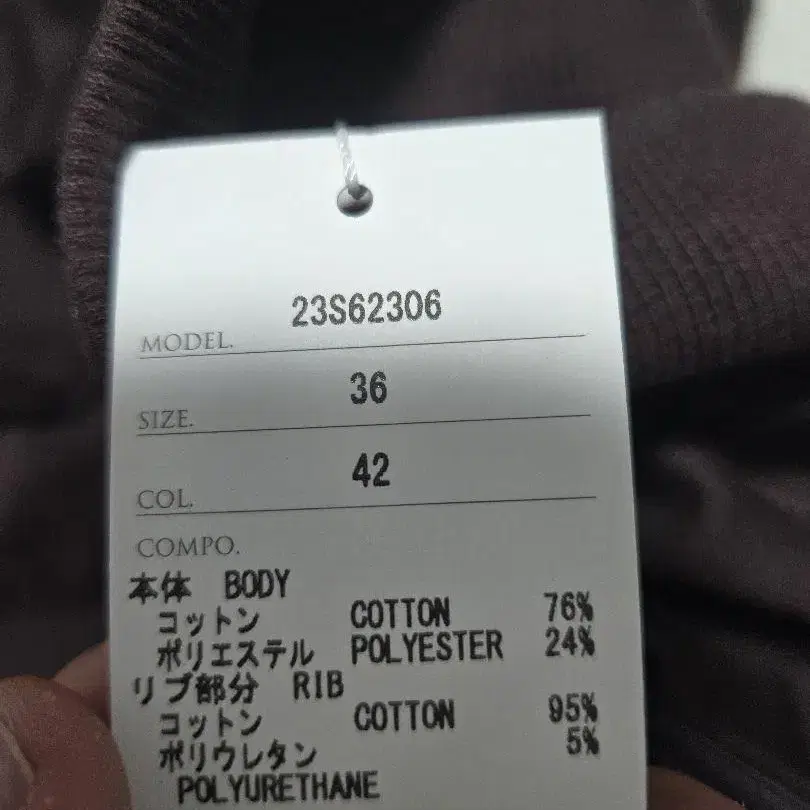 23S62306
MODEL.
36
SIZE.
42
COL.
COMPO.
本体 BODY
コットン COTTON 76%
ポリエステル POLYESTER 24%
リブ部分 RIB
コットン COTTON 95%
ポリウレタン 5%
POLYURETHANE